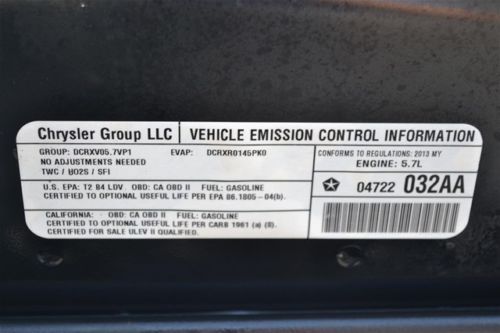 Chrysler Group LLC VEHICLE EMISSION CONTROL INFORMATION
GROUP: DCRXV05.7VP1 EVAP: DCRXR0145PK0
NO ADJUSTMENTS NEEDED
TWC / HO2S / SFI
CONFORMS TO REGULATIONS: 2013 MY
ENGINE: 5.7L
U.S. EPA: T2 B4 LDV OBD: CA OBD II FUEL: GASOLINE
CERTIFIED TO OPTIONAL USEFUL LIFE PER EPA 86.1805-04(b).
04722 032AA
CALIFORNIA: OBD: CA OBD II FUEL: GASOLINE
CERTIFIED TO OPTIONAL USEFUL LIFE PER CARB 1961 (a) (8).
CERTIFIED FOR SALE ULEV II QUALIFIED.